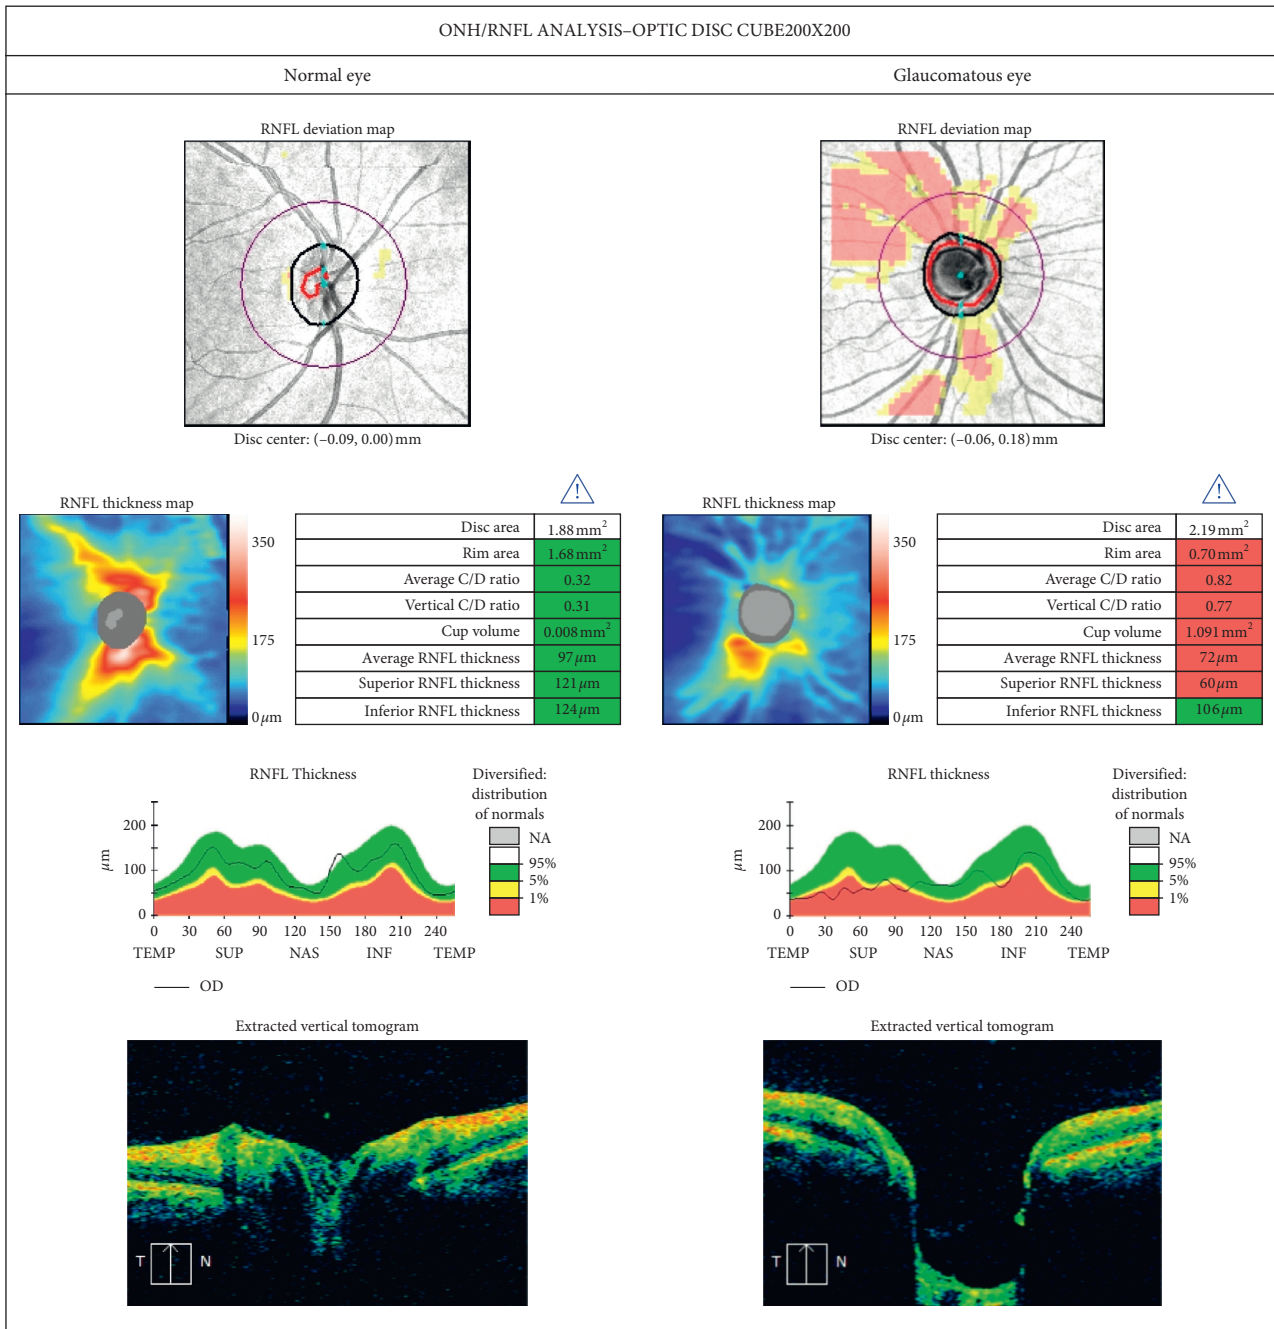 ONH/RNFL ANALYSIS–OPTIC DISC CUBE200X200
Normal eye
Glaucomatous eye
RNFL deviation map
Disc center: (–0.09, 0.00) mm
RNFL deviation map
Disc center: (–0.06, 0.18) mm
RNFL thickness map
350
175
0 μm
!
Disc area 1.88 mm²
Rim area 1.68 mm²
Average C/D ratio 0.32
Vertical C/D ratio 0.31
Cup volume 0.008 mm²
Average RNFL thickness 97 μm
Superior RNFL thickness 121 μm
Inferior RNFL thickness 124 μm
RNFL thickness map
350
175
0 μm
!
Disc area 2.19 mm²
Rim area 0.70 mm²
Average C/D ratio 0.82
Vertical C/D ratio 0.77
Cup volume 1.091 mm²
Average RNFL thickness 72 μm
Superior RNFL thickness 60 μm
Inferior RNFL thickness 106 μm
RNFL Thickness
200
100
0
μm
0 30 60 90 120 150 180 210 240
TEMP SUP NAS INF TEMP
OD
Diversified:
distribution
of normals
NA
95%
5%
1%
RNFL thickness
200
100
0
μm
0 30 60 90 120 150 180 210 240
TEMP SUP NAS INF TEMP
OD
Diversified:
distribution
of normals
NA
95%
5%
1%
Extracted vertical tomogram
T N
Extracted vertical tomogram
T N